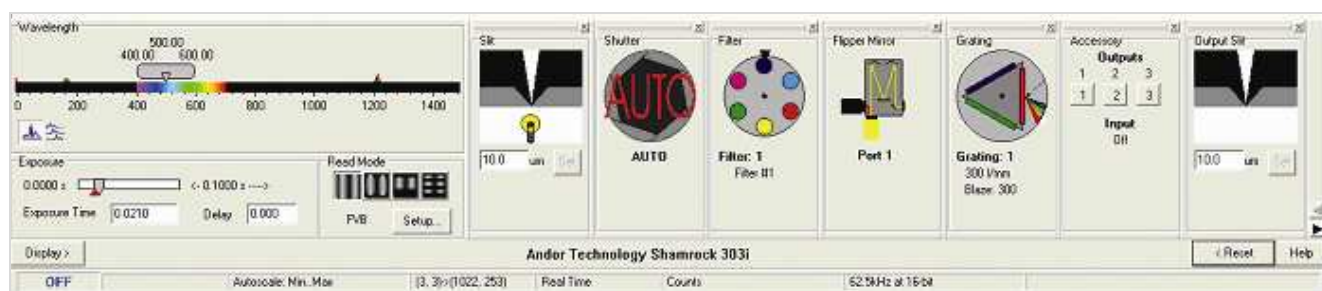 Wavelength
500.00
400.00 600.00
0 200 400 600 800 1000 1200 1400
Exposure
0.0000 s <- 0.1000 s ---->
Exposure Time 0.0210 Delay 0.000
Read Mode
FVB Setup...
Slit
10.0 um Set
Shutter
AUTO
AUTO
Filter
Filter: 1
Filter #1
Flipper Mirror
M
Port 1
Grating
Grating: 1
300 l/mm
Blaze: 300
Accessory
Outputs
1 2 3
1 2 3
Input
Off
Output Slit
10.0 um Set
Display > Andor Technology Shamrock 303i < Reset Help
OFF Autoscale: Min..Max (3, 3)>(1022, 253) Real Time Counts 62.5kHz at 16-bit